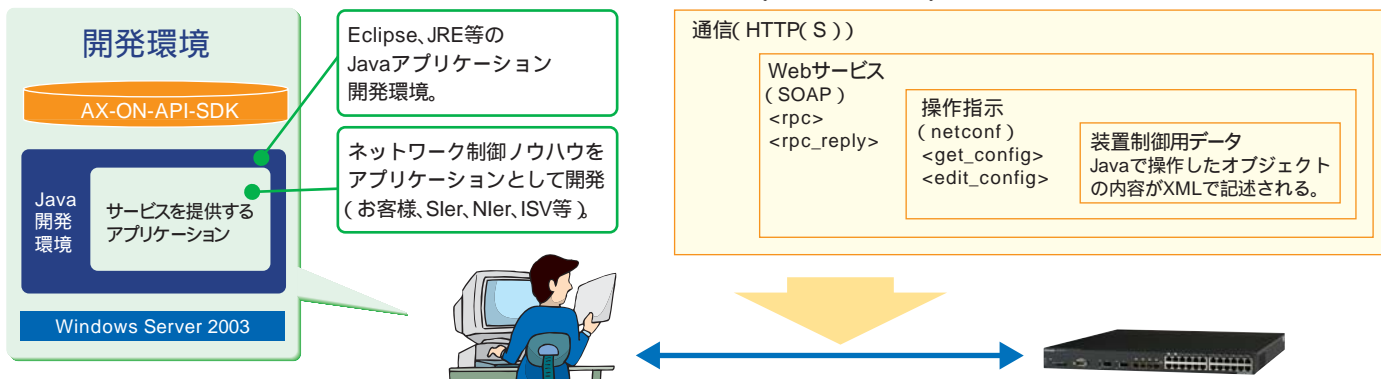 開発環境
AX-ON-API-SDK
Java
開発
環境
サービスを提供する
アプリケーション
Windows Server 2003
Eclipse、JRE等の
Javaアプリケーション
開発環境。
ネットワーク制御ノウハウを
アプリケーションとして開発
(お客様、SIer、NIer、ISV等)。
通信(HTTP(S))
Webサービス
(SOAP)
<rpc>
<rpc_reply>
操作指示
(netconf)
<get_config>
<edit_config>
装置制御用データ
Javaで操作したオブジェクト
の内容がXMLで記述される。